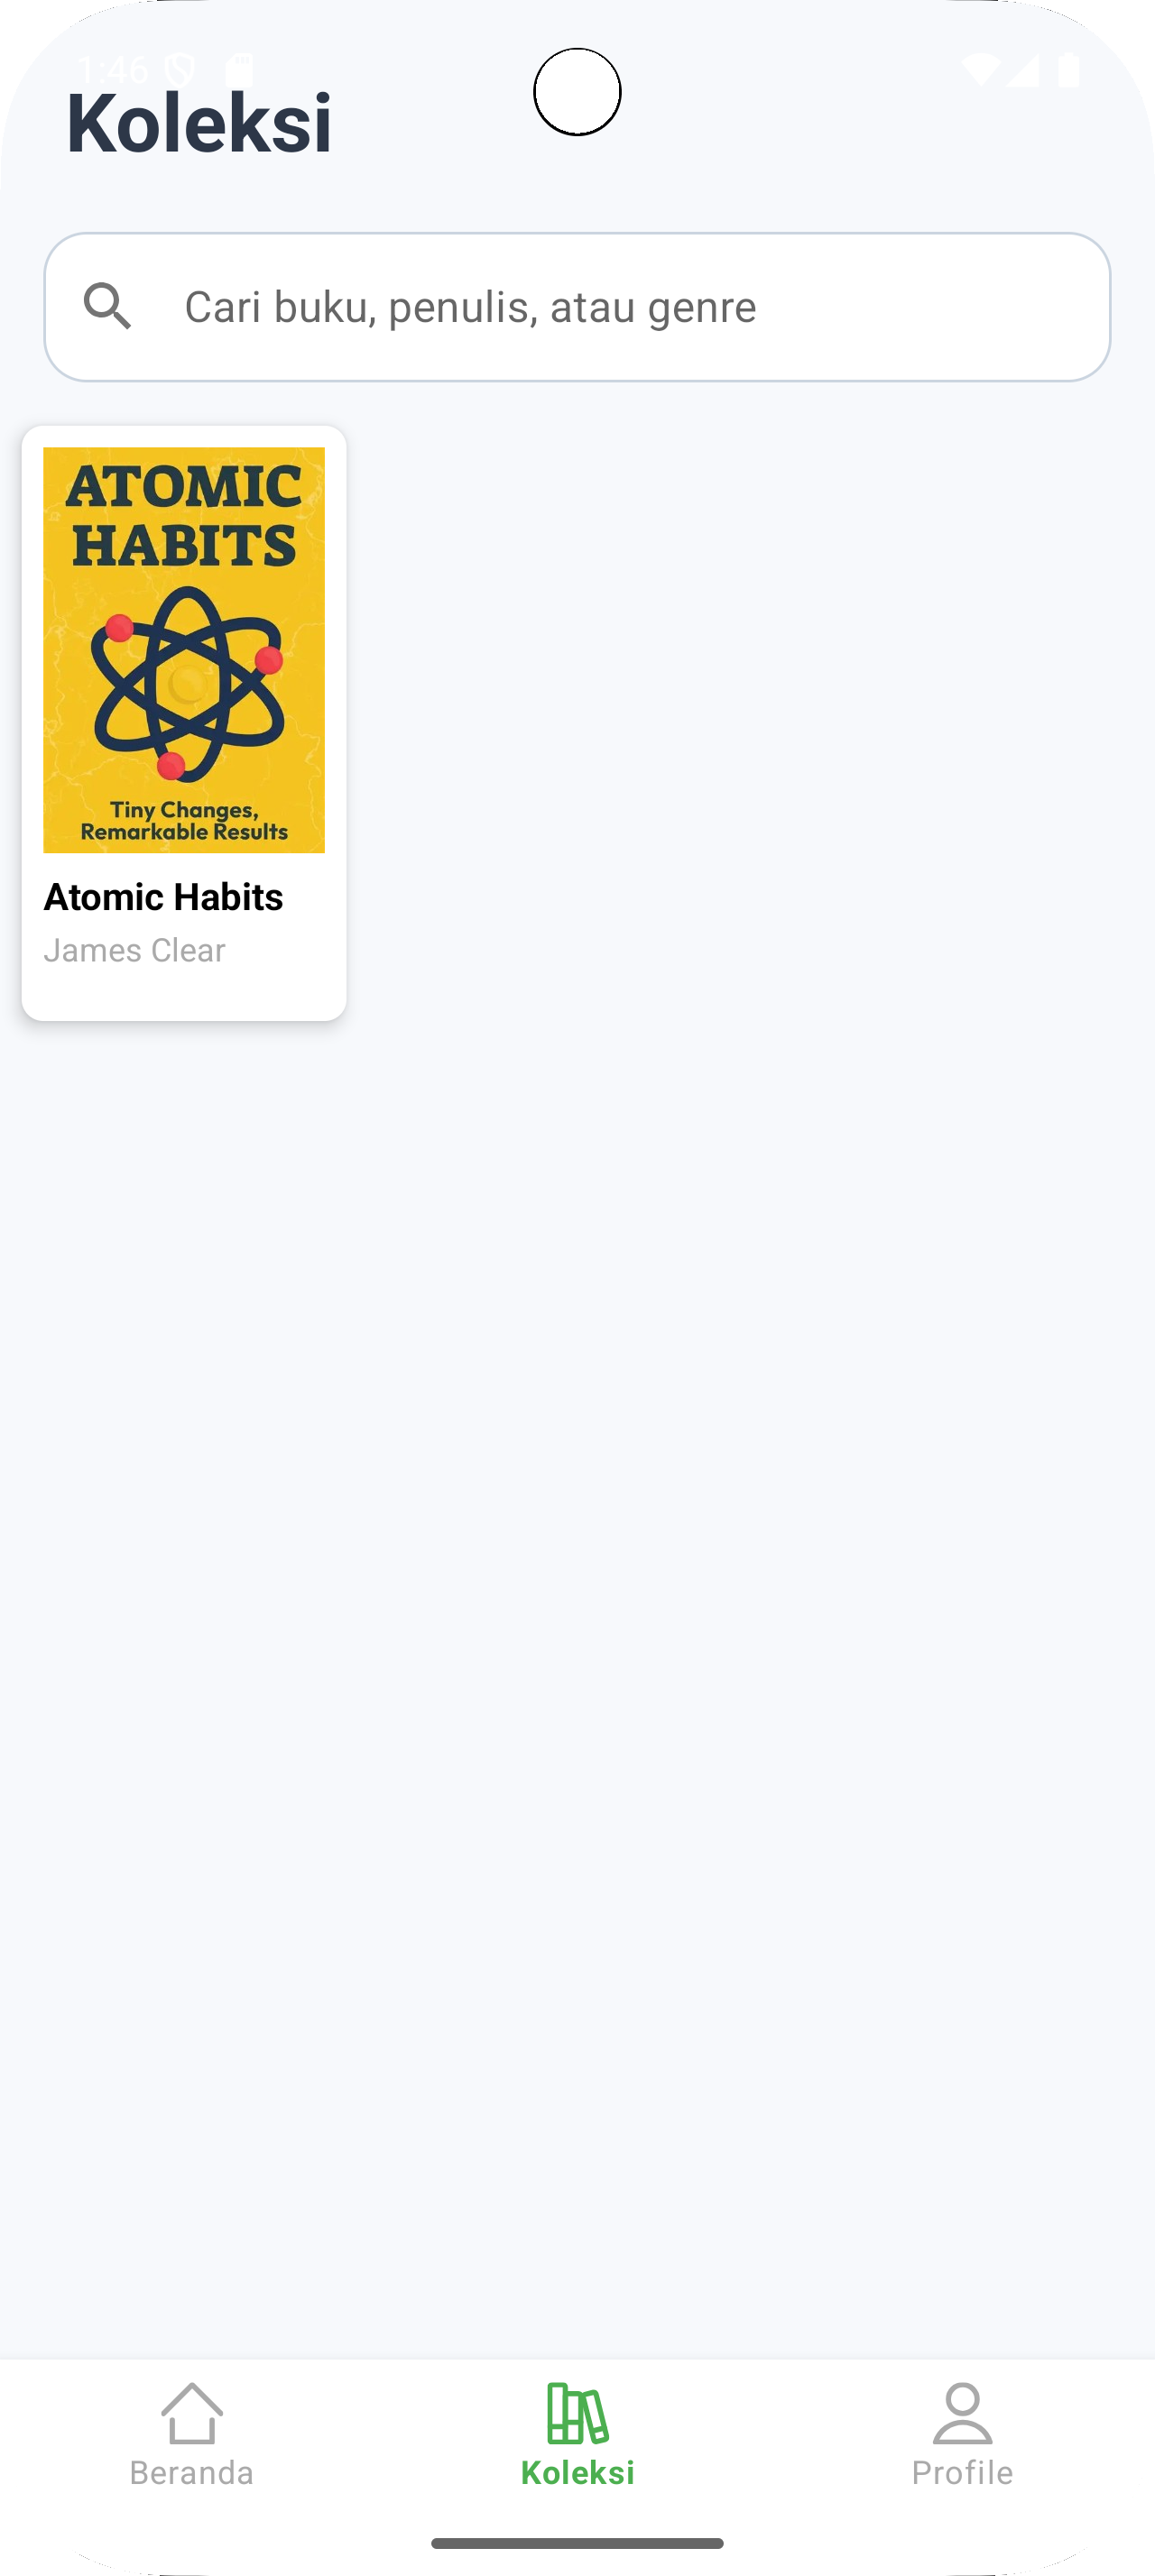 1:46
Koleksi
Cari buku, penulis, atau genre
ATOMIC
HABITS
Tiny Changes,
Remarkable Results
Atomic Habits
James Clear
Beranda
Koleksi
Profile